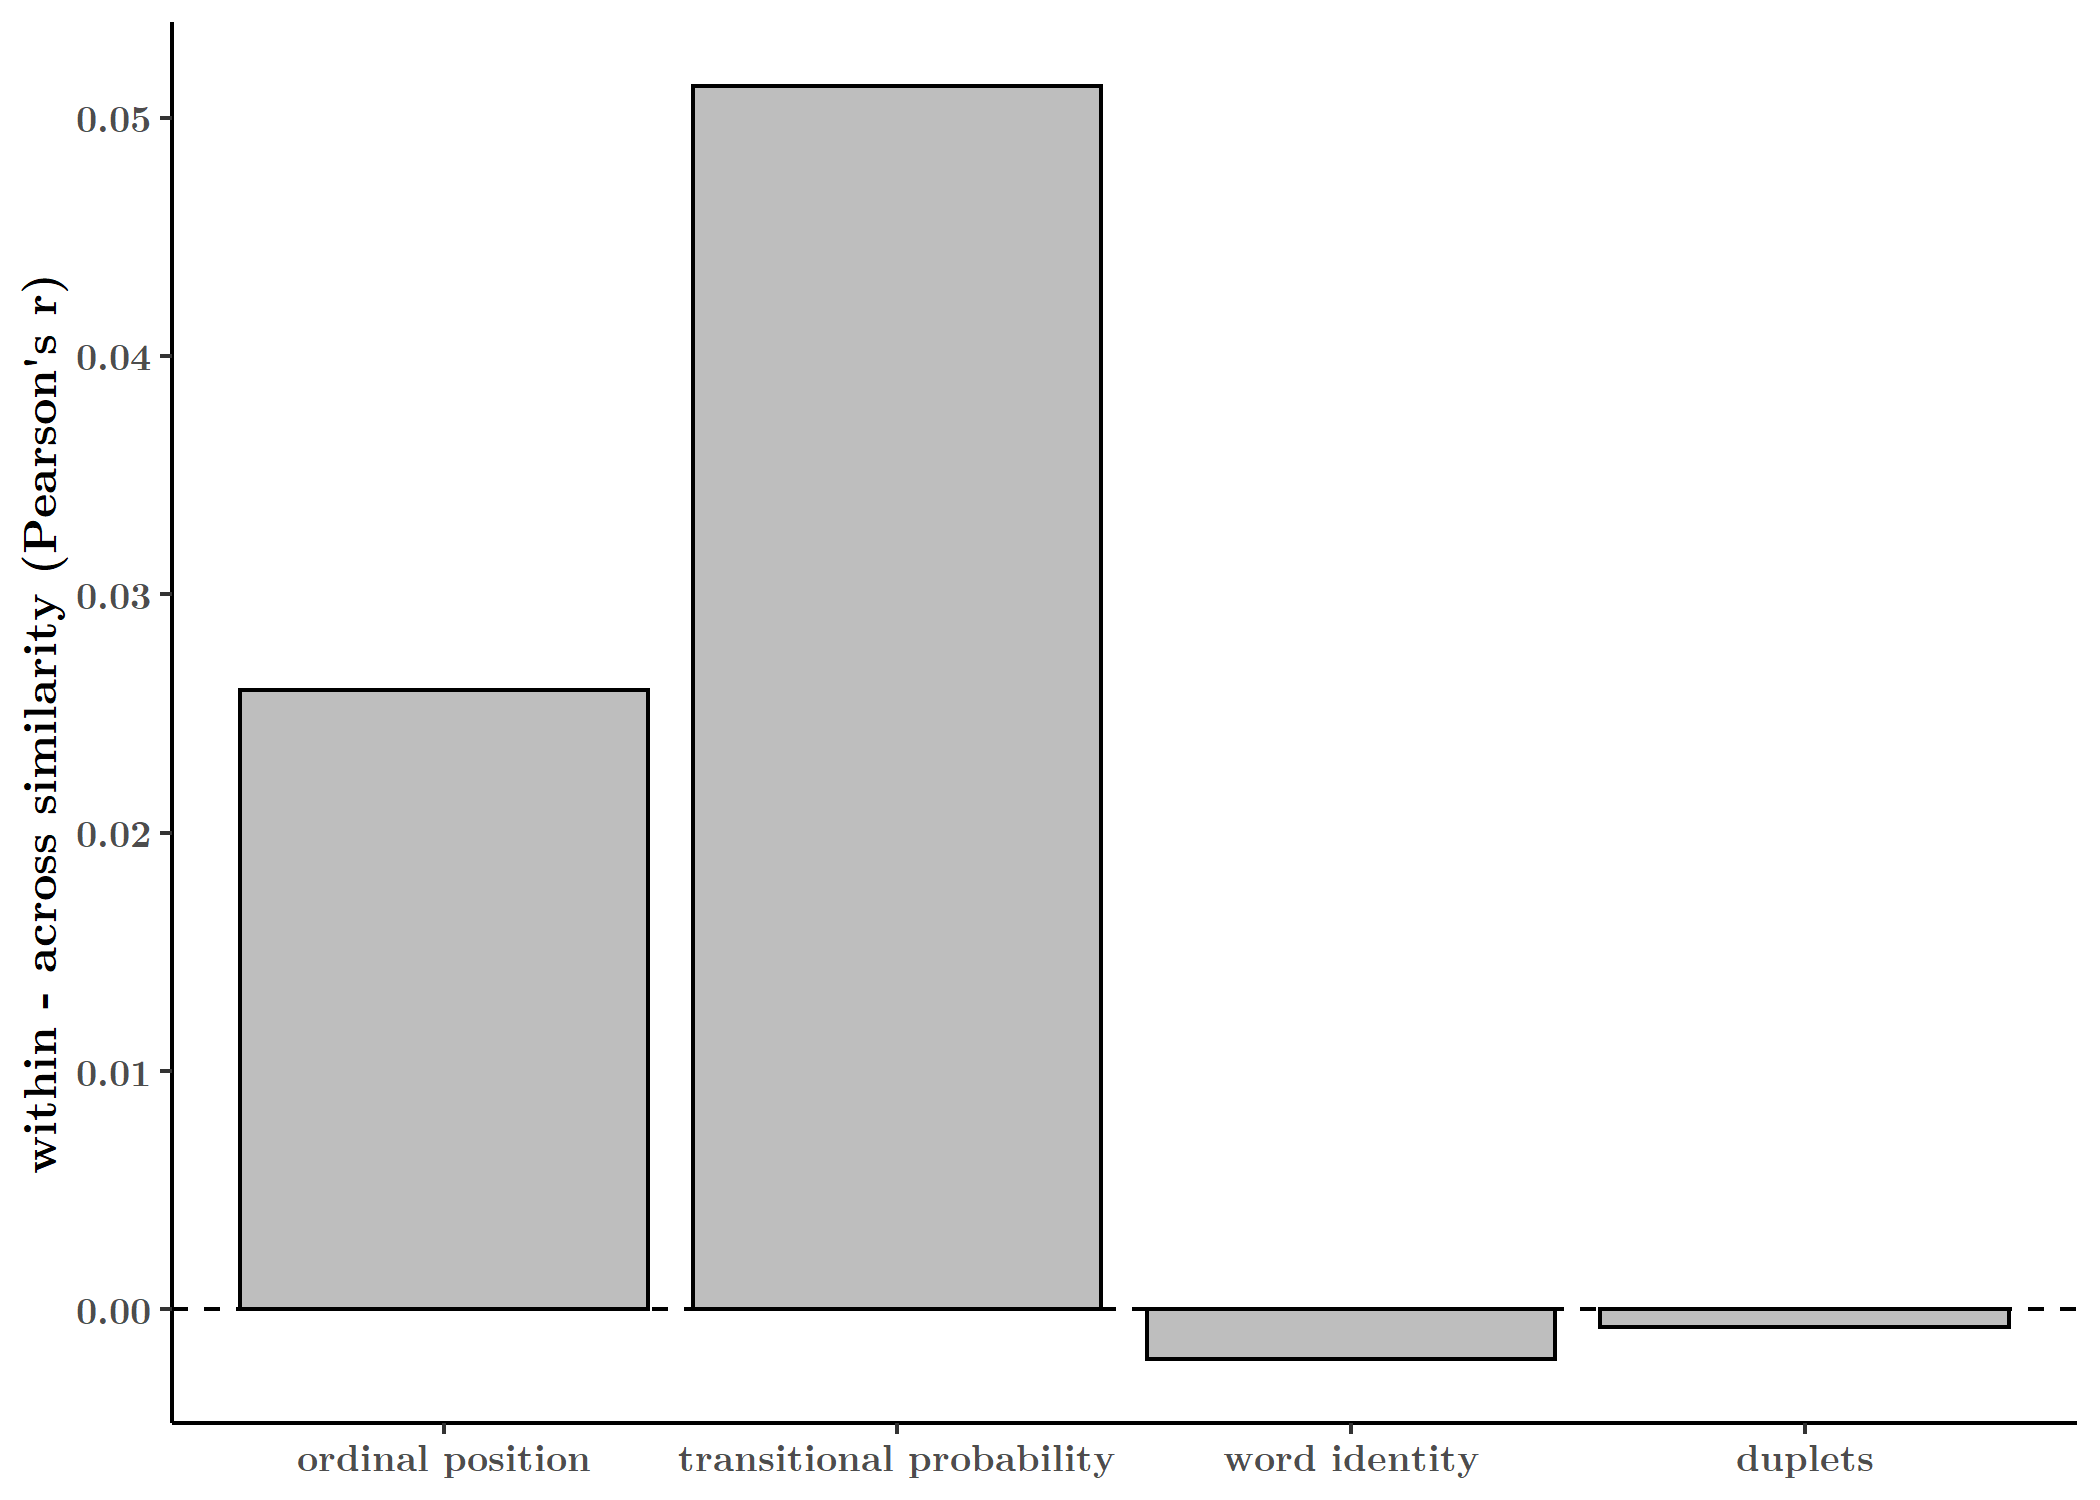 within - across similarity (Pearson's r)
0.05
0.04
0.03
0.02
0.01
0.00
ordinal position
transitional probability
word identity
duplets